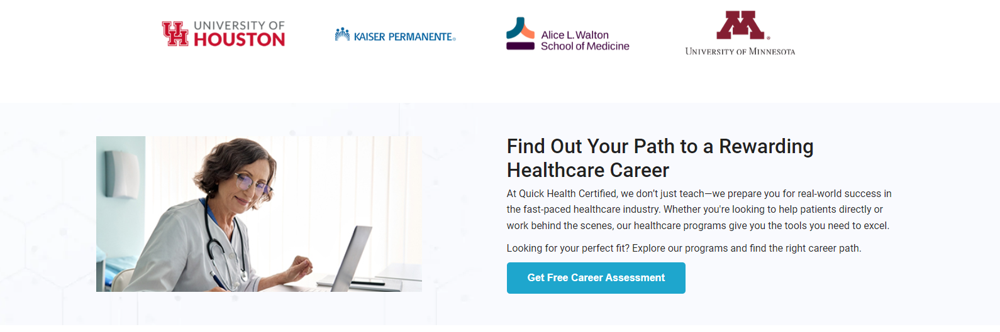 UNIVERSITY OF
HOUSTON
KAISER PERMANENTE®
Alice L. Walton
School of Medicine
M®
UNIVERSITY OF MINNESOTA
Find Out Your Path to a Rewarding
Healthcare Career
At Quick Health Certified, we don’t just teach—we prepare you for real-world success in
the fast-paced healthcare industry. Whether you're looking to help patients directly or
work behind the scenes, our healthcare programs give you the tools you need to excel.
Looking for your perfect fit? Explore our programs and find the right career path.
Get Free Career Assessment